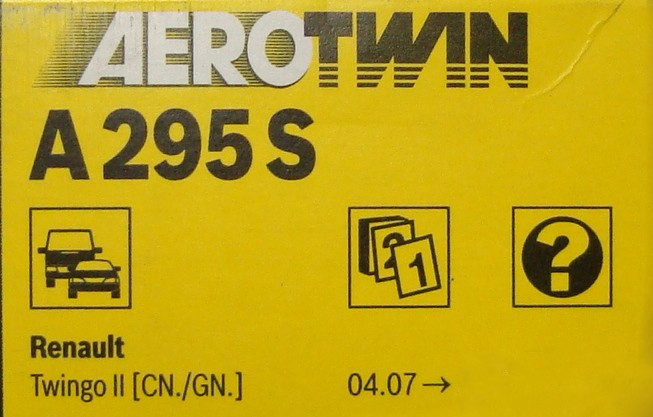 AEROTWIN
A 295 S
2 1
?
Renault
Twingo II [CN./GN.]
04.07 →